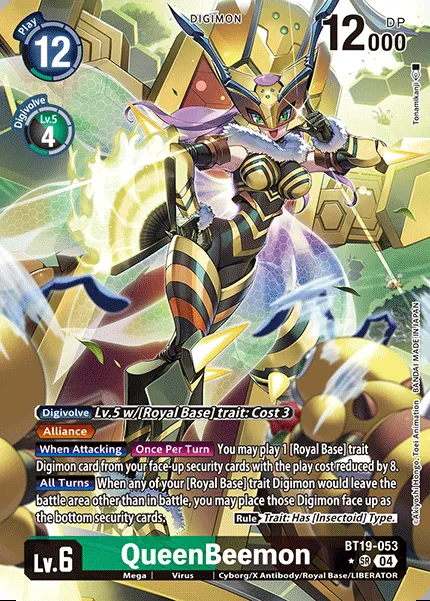 Play
12
DIGIMON
DP
12000
Digivolve
Lv.5
4
Tonamikanji
Digivolve Lv.5 w/[Royal Base] trait: Cost 3
Alliance
When Attacking Once Per Turn You may play 1 [Royal Base] trait
Digimon card from your face-up security cards with the play cost reduced by 8.
All Turns When any of your [Royal Base] trait Digimon would leave the
battle area other than in battle, you may place those Digimon face up as
the bottom security cards.
Rule Trait: Has [Insectoid] Type.
©Akiyoshi Hongo, Toei Animation BANDAI MADE IN JAPAN
Lv.6
QueenBeemon
BT19-053
SR 04
Mega
Virus
Cyborg/X Antibody/Royal Base/LIBERATOR